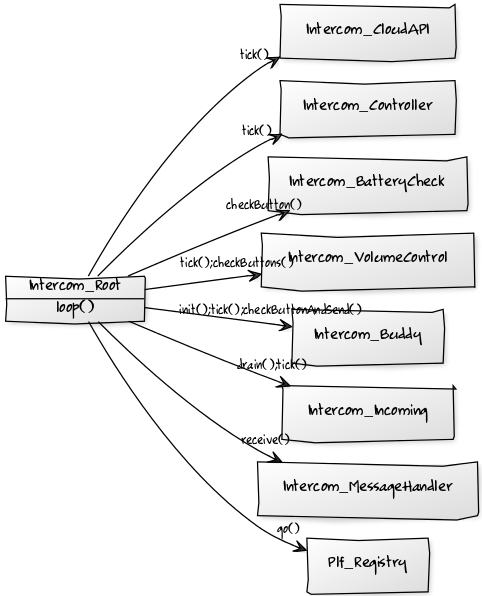 Intercom_CloudAPI
tick()
Intercom_Controller
tick()
Intercom_BatteryCheck
checkButton()
Intercom_VolumeControl
tick();checkButtons()
Intercom_Root
loop()
init();tick();checkButtonAndSend()
Intercom_Buddy
drain();tick()
Intercom_Incoming
receive()
Intercom_MessageHandler
go()
Plf_Registry